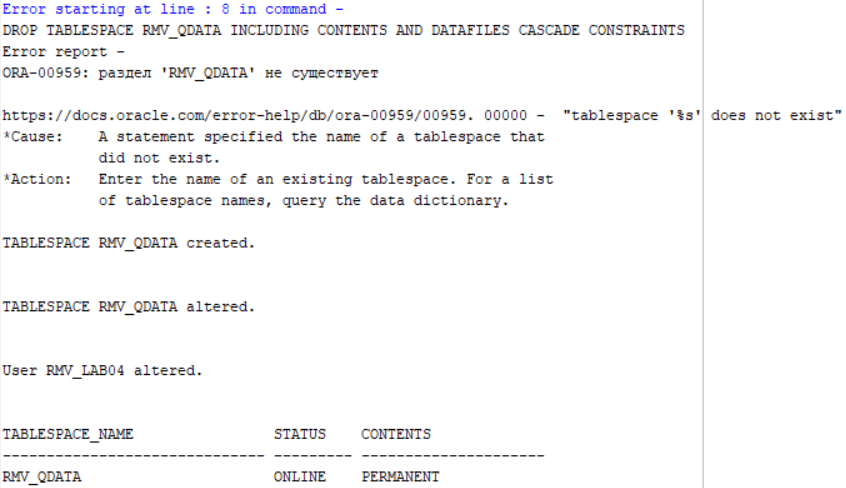 Error starting at line : 8 in command -
DROP TABLESPACE RMV_QDATA INCLUDING CONTENTS AND DATAFILES CASCADE CONSTRAINTS
Error report -
ORA-00959: раздел 'RMV_QDATA' не существует
https://docs.oracle.com/error-help/db/ora-00959/00959. 00000 -  "tablespace '%s' does not exist"
*Cause:    A statement specified the name of a tablespace that
           did not exist.
*Action:   Enter the name of an existing tablespace. For a list
           of tablespace names, query the data dictionary.
TABLESPACE RMV_QDATA created.
TABLESPACE RMV_QDATA altered.
User RMV_LAB04 altered.
TABLESPACE_NAME                STATUS    CONTENTS
------------------------------ --------- ---------------------
RMV_QDATA                      ONLINE    PERMANENT